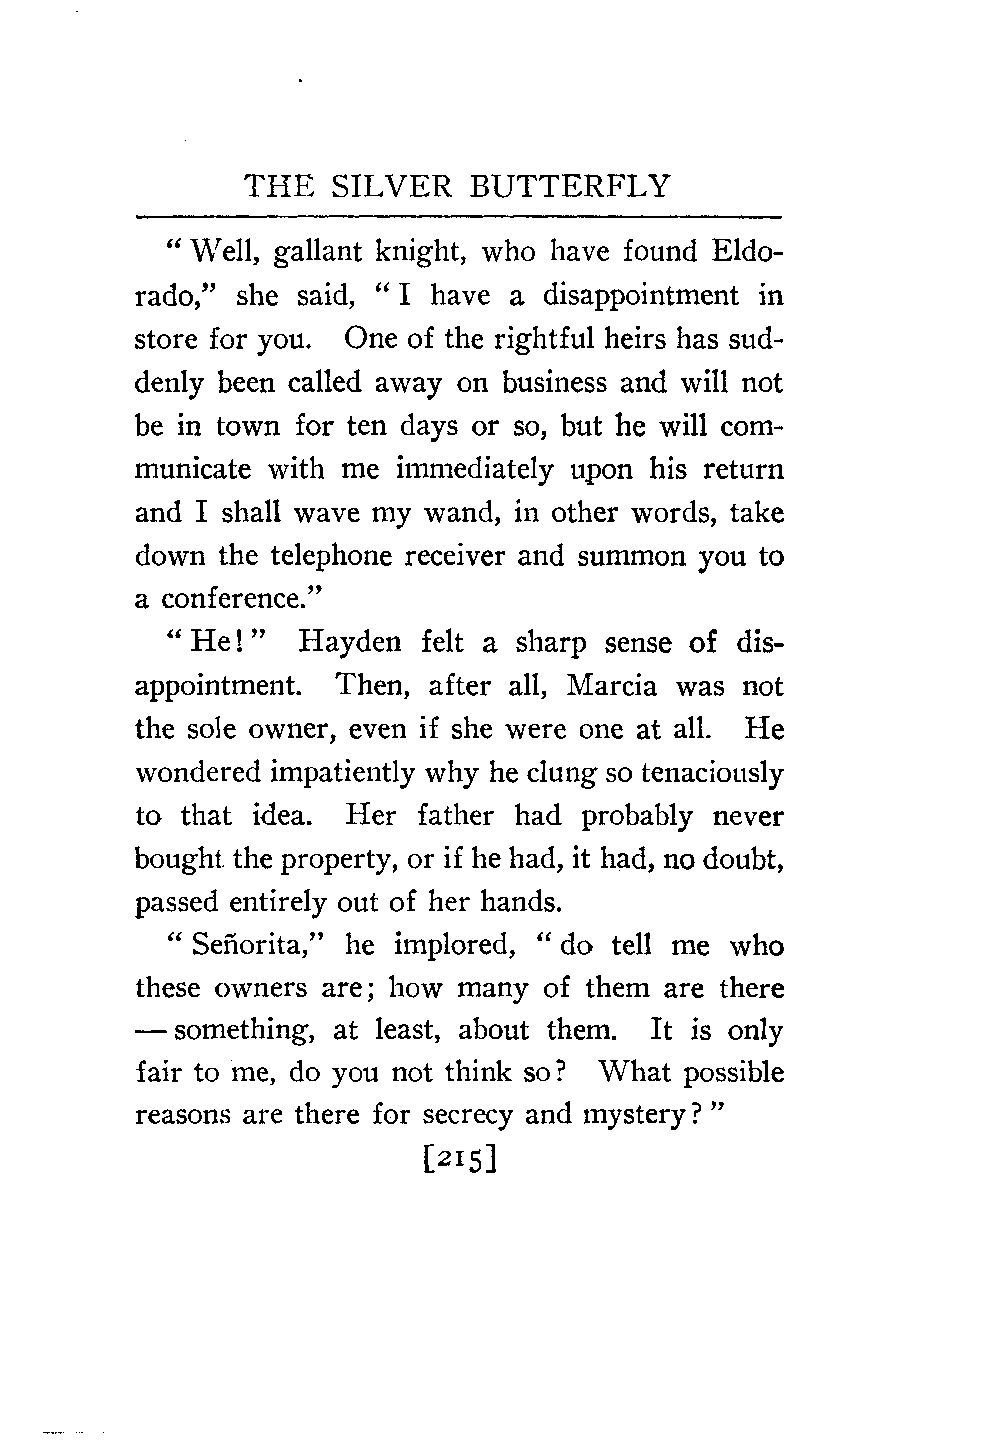 THE SILVER BUTTERFLY
“ Well, gallant knight, who have found Eldo-
rado,” she said, “ I have a disappointment in
store for you. One of the rightful heirs has sud-
denly been called away on business and will not
be in town for ten days or so, but he will com-
municate with me immediately upon his return
and I shall wave my wand, in other words, take
down the telephone receiver and summon you to
a conference.”
“ He! ” Hayden felt a sharp sense of dis-
appointment. Then, after all, Marcia was not
the sole owner, even if she were one at all. He
wondered impatiently why he clung so tenaciously
to that idea. Her father had probably never
bought the property, or if he had, it had, no doubt,
passed entirely out of her hands.
“ Señorita,” he implored, “ do tell me who
these owners are; how many of them are there
— something, at least, about them. It is only
fair to me, do you not think so? What possible
reasons are there for secrecy and mystery? ”
[215]